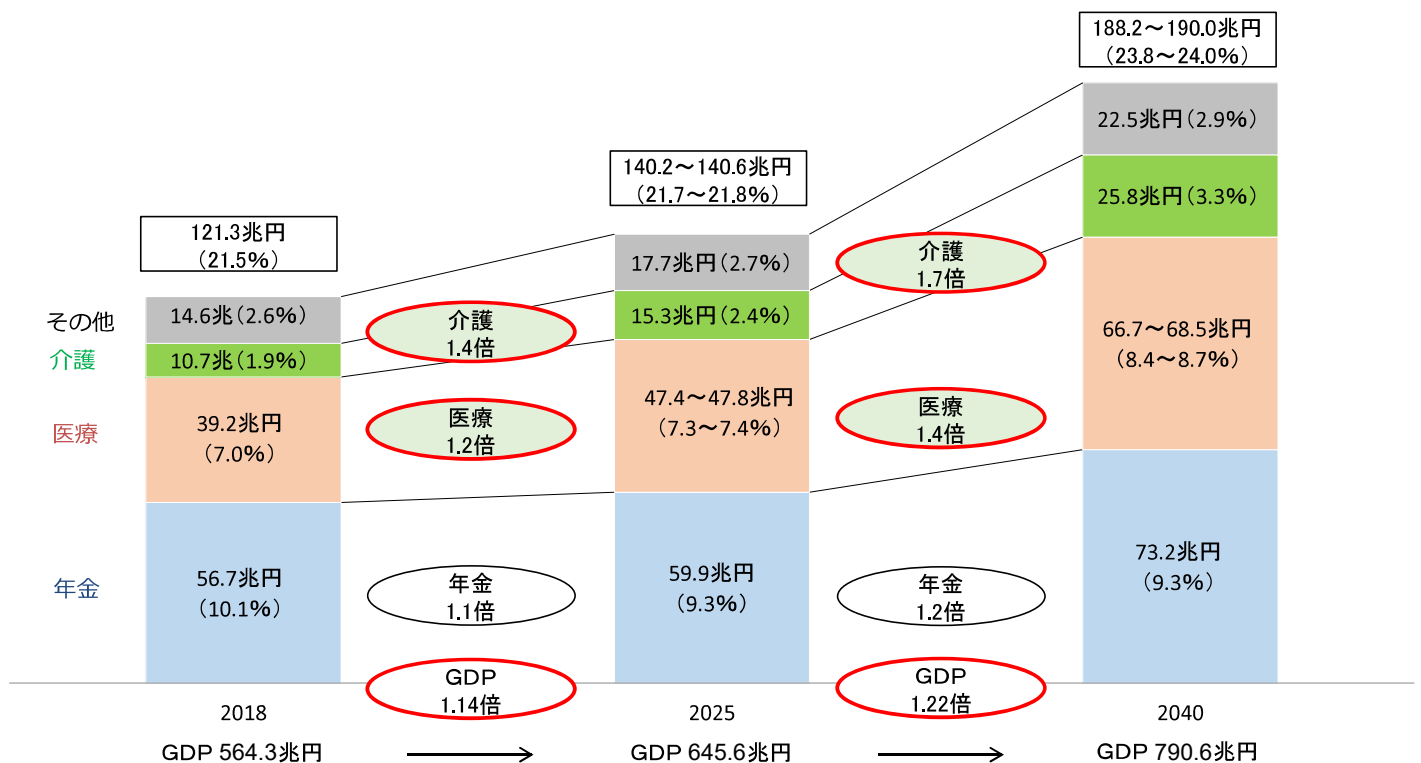 188.2～190.0兆円
(23.8～24.0%)
22.5兆円(2.9%)
140.2～140.6兆円
(21.7～21.8%)
25.8兆円(3.3%)
121.3兆円
(21.5%)
17.7兆円(2.7%)
介護
1.7倍
その他
14.6兆(2.6%)
介護
1.4倍
15.3兆円(2.4%)
66.7～68.5兆円
(8.4～8.7%)
介護
10.7兆(1.9%)
医療
39.2兆円
(7.0%)
医療
1.2倍
47.4～47.8兆円
(7.3～7.4%)
医療
1.4倍
年金
56.7兆円
(10.1%)
年金
1.1倍
59.9兆円
(9.3%)
年金
1.2倍
73.2兆円
(9.3%)
GDP
1.14倍
GDP
1.22倍
2018
2025
2040
GDP 564.3兆円
GDP 645.6兆円
GDP 790.6兆円